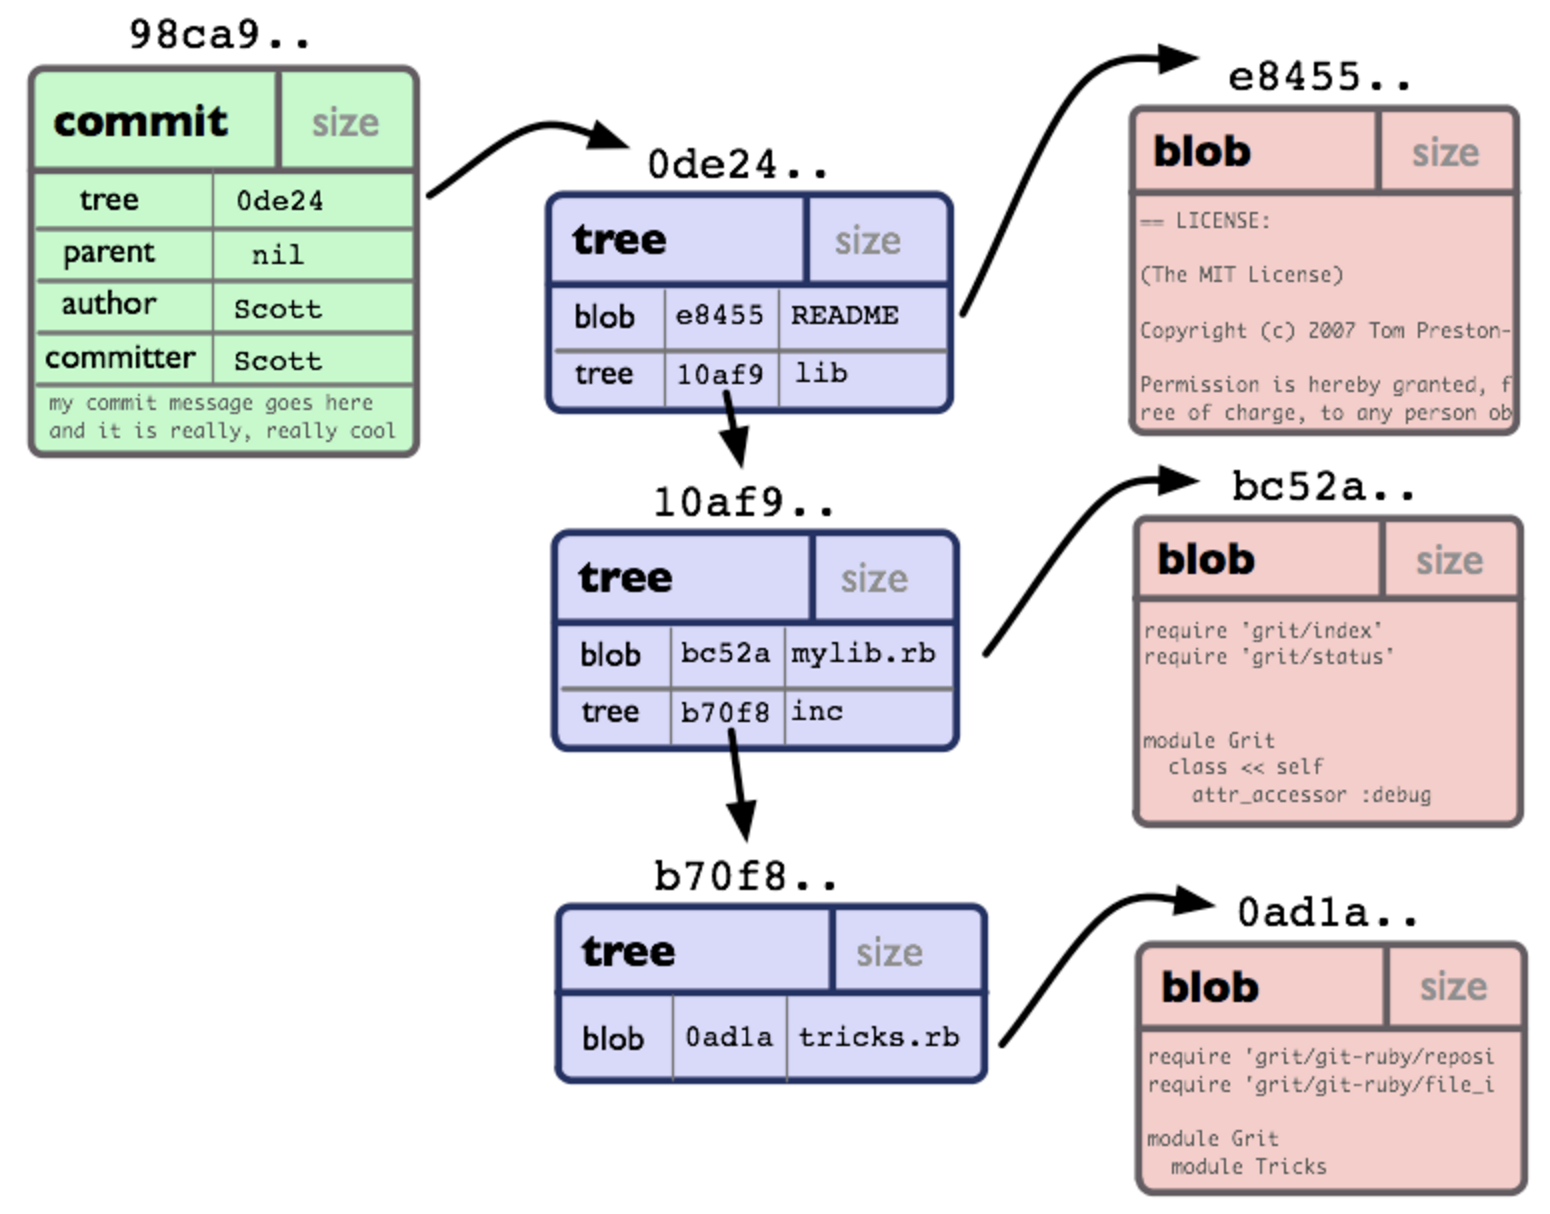 98ca9..
commit size
tree 0de24
parent nil
author Scott
committer Scott
my commit message goes here
and it is really, really cool
0de24..
tree size
blob e8455 README
tree 10af9 lib
10af9..
tree size
blob bc52a mylib.rb
tree b70f8 inc
b70f8..
tree size
blob 0ad1a tricks.rb
e8455..
blob size
== LICENSE:
(The MIT License)
Copyright (c) 2007 Tom Preston-
Permission is hereby granted, f
ree of charge, to any person ob
bc52a..
blob size
require 'grit/index'
require 'grit/status'
module Grit
class << self
attr_accessor :debug
0ad1a..
blob size
require 'grit/git-ruby/reposi
require 'grit/git-ruby/file_i
module Grit
module Tricks